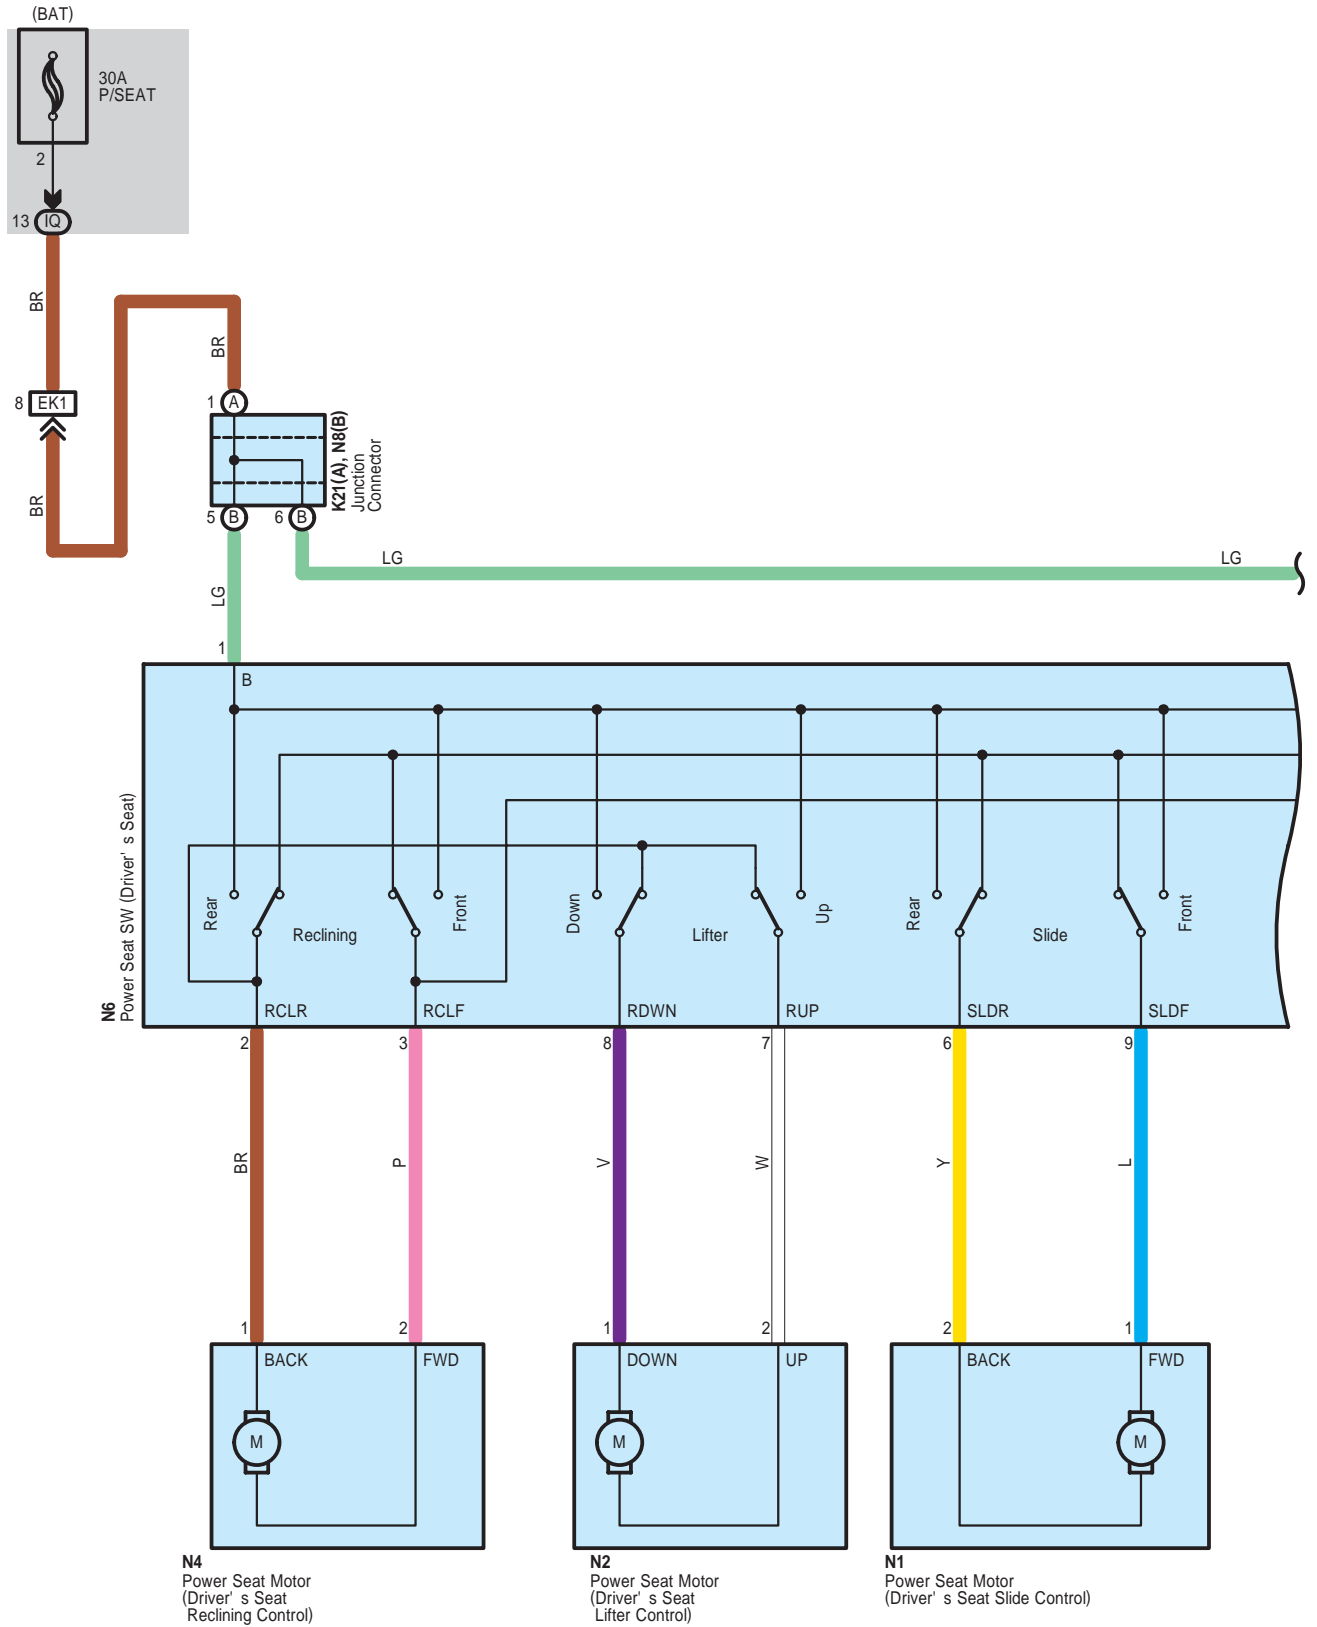 (BAT)
30A
P/SEAT
2
13 IQ
BR
BR
8 EK1
1 A
K21(A), N8(B)
Junction
Connector
BR
5 B 6 B
LG LG
LG
1
B
N6
Power Seat SW (Driver' s Seat)
Rear
Reclining
Front
Down
Lifter
Up
Rear
Slide
Front
RCLR RCLF RDWN RUP SLDR SLDF
2 3 8 7 6 9
BR P V W Y L
1 2 1 2 2 1
BACK FWD DOWN UP BACK FWD
M M M
N4
Power Seat Motor
(Driver' s Seat
Reclining Control)
N2
Power Seat Motor
(Driver' s Seat
Lifter Control)
N1
Power Seat Motor
(Driver' s Seat Slide Control)